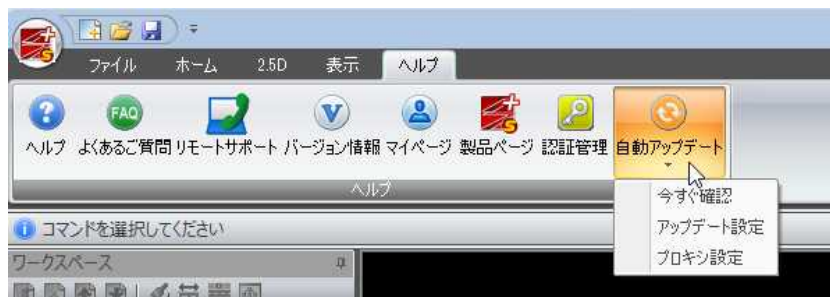 ファイル ホーム 2.5D 表示 ヘルプ
FAQ
ヘルプ よくあるご質問 リモートサポート バージョン情報 マイページ 製品ページ 認証管理 自動アップデート
ヘルプ
今すぐ確認
アップデート設定
プロキシ設定
コマンドを選択してください
ワークスペース